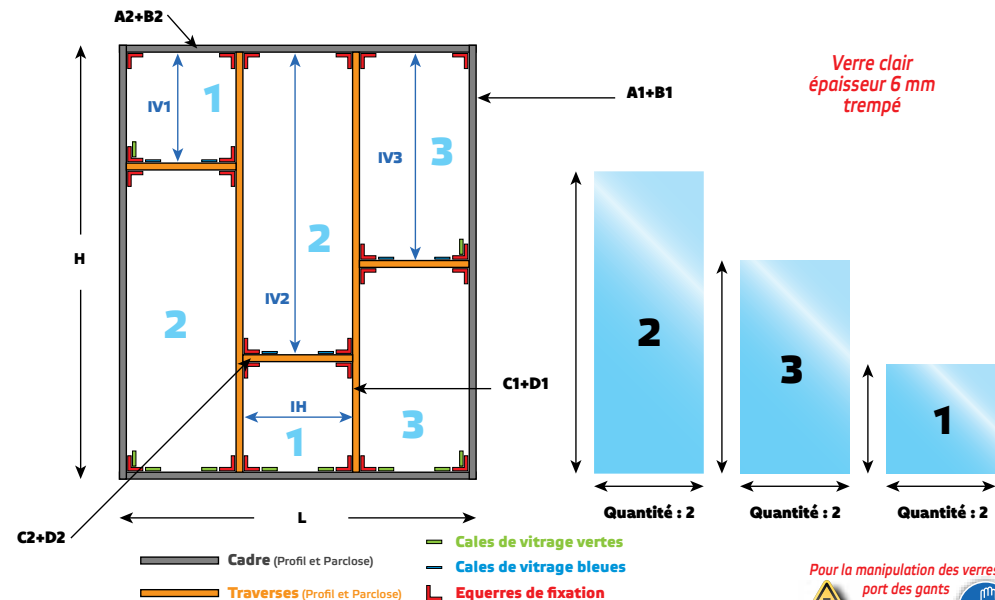 A2+B2
A1+B1
Verre clair
épaisseur 6 mm
trempé
IV1
1
IV3
3
H
2
IV2
2
IH
1
3
C1+D1
C2+D2
L
2
3
1
Quantité : 2
Quantité : 2
Quantité : 2
Cadre (Profil et Parclose)
Traverses (Profil et Parclose)
Cales de vitrage vertes
Cales de vitrage bleues
Equerres de fixation
Pour la manipulation des verres
port des gants